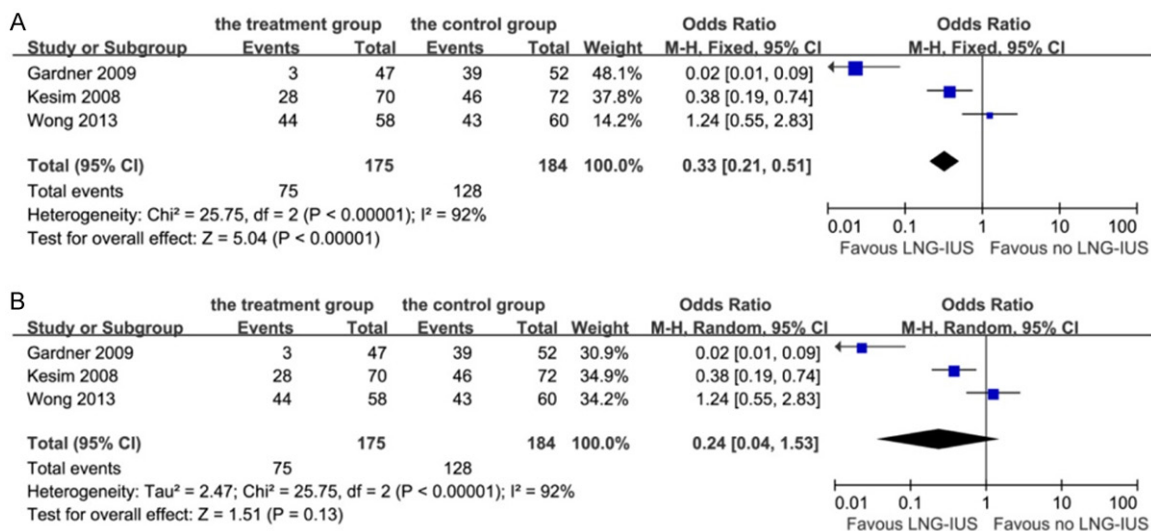 A
the treatment group the control group Odds Ratio Odds Ratio
Study or Subgroup Events Total Events Total Weight M-H, Fixed, 95% CI M-H, Fixed, 95% CI
Gardner 2009 3 47 39 52 48.1% 0.02 [0.01, 0.09]
Kesim 2008 28 70 46 72 37.8% 0.38 [0.19, 0.74]
Wong 2013 44 58 43 60 14.2% 1.24 [0.55, 2.83]
Total (95% CI) 175 184 100.0% 0.33 [0.21, 0.51]
Total events 75 128
Heterogeneity: Chi² = 25.75, df = 2 (P < 0.00001); I² = 92%
Test for overall effect: Z = 5.04 (P < 0.00001)
0.01 0.1 1 10 100
Favous LNG-IUS Favous no LNG-IUS
B
the treatment group the control group Odds Ratio Odds Ratio
Study or Subgroup Events Total Events Total Weight M-H, Random, 95% CI M-H, Random, 95% CI
Gardner 2009 3 47 39 52 30.9% 0.02 [0.01, 0.09]
Kesim 2008 28 70 46 72 34.9% 0.38 [0.19, 0.74]
Wong 2013 44 58 43 60 34.2% 1.24 [0.55, 2.83]
Total (95% CI) 175 184 100.0% 0.24 [0.04, 1.53]
Total events 75 128
Heterogeneity: Tau² = 2.47; Chi² = 25.75, df = 2 (P < 0.00001); I² = 92%
Test for overall effect: Z = 1.51 (P = 0.13)
0.01 0.1 1 10 100
Favous LNG-IUS Favous no LNG-IUS